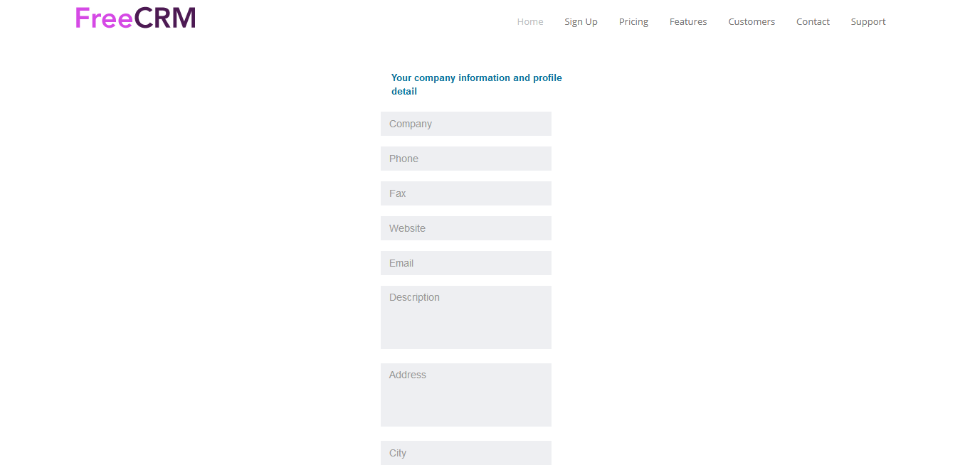 FreeCRM
Home Sign Up Pricing Features Customers Contact Support
Your company information and profile
detail
Company
Phone
Fax
Website
Email
Description
Address
City